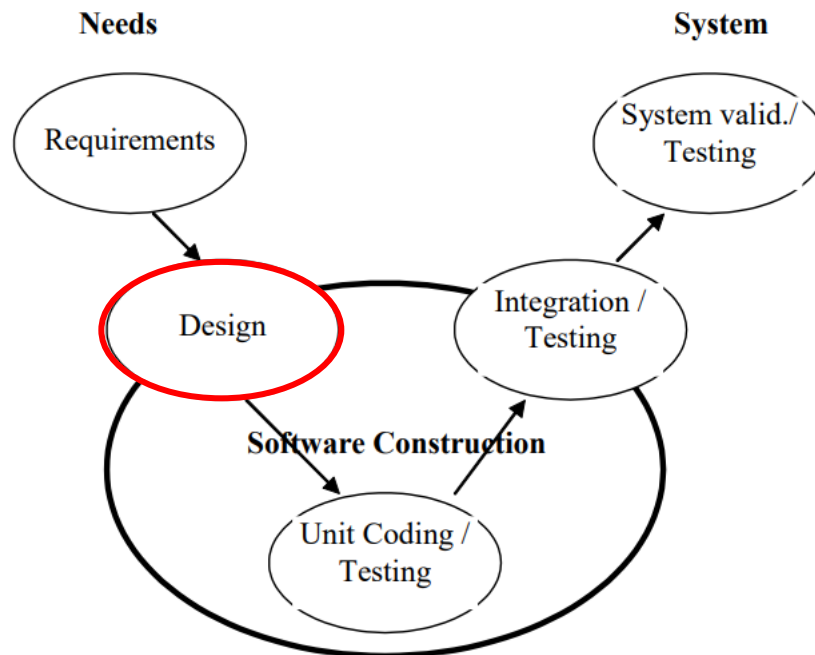 Needs
System
Requirements
System valid./
Testing
Design
Integration /
Testing
Software Construction
Unit Coding /
Testing